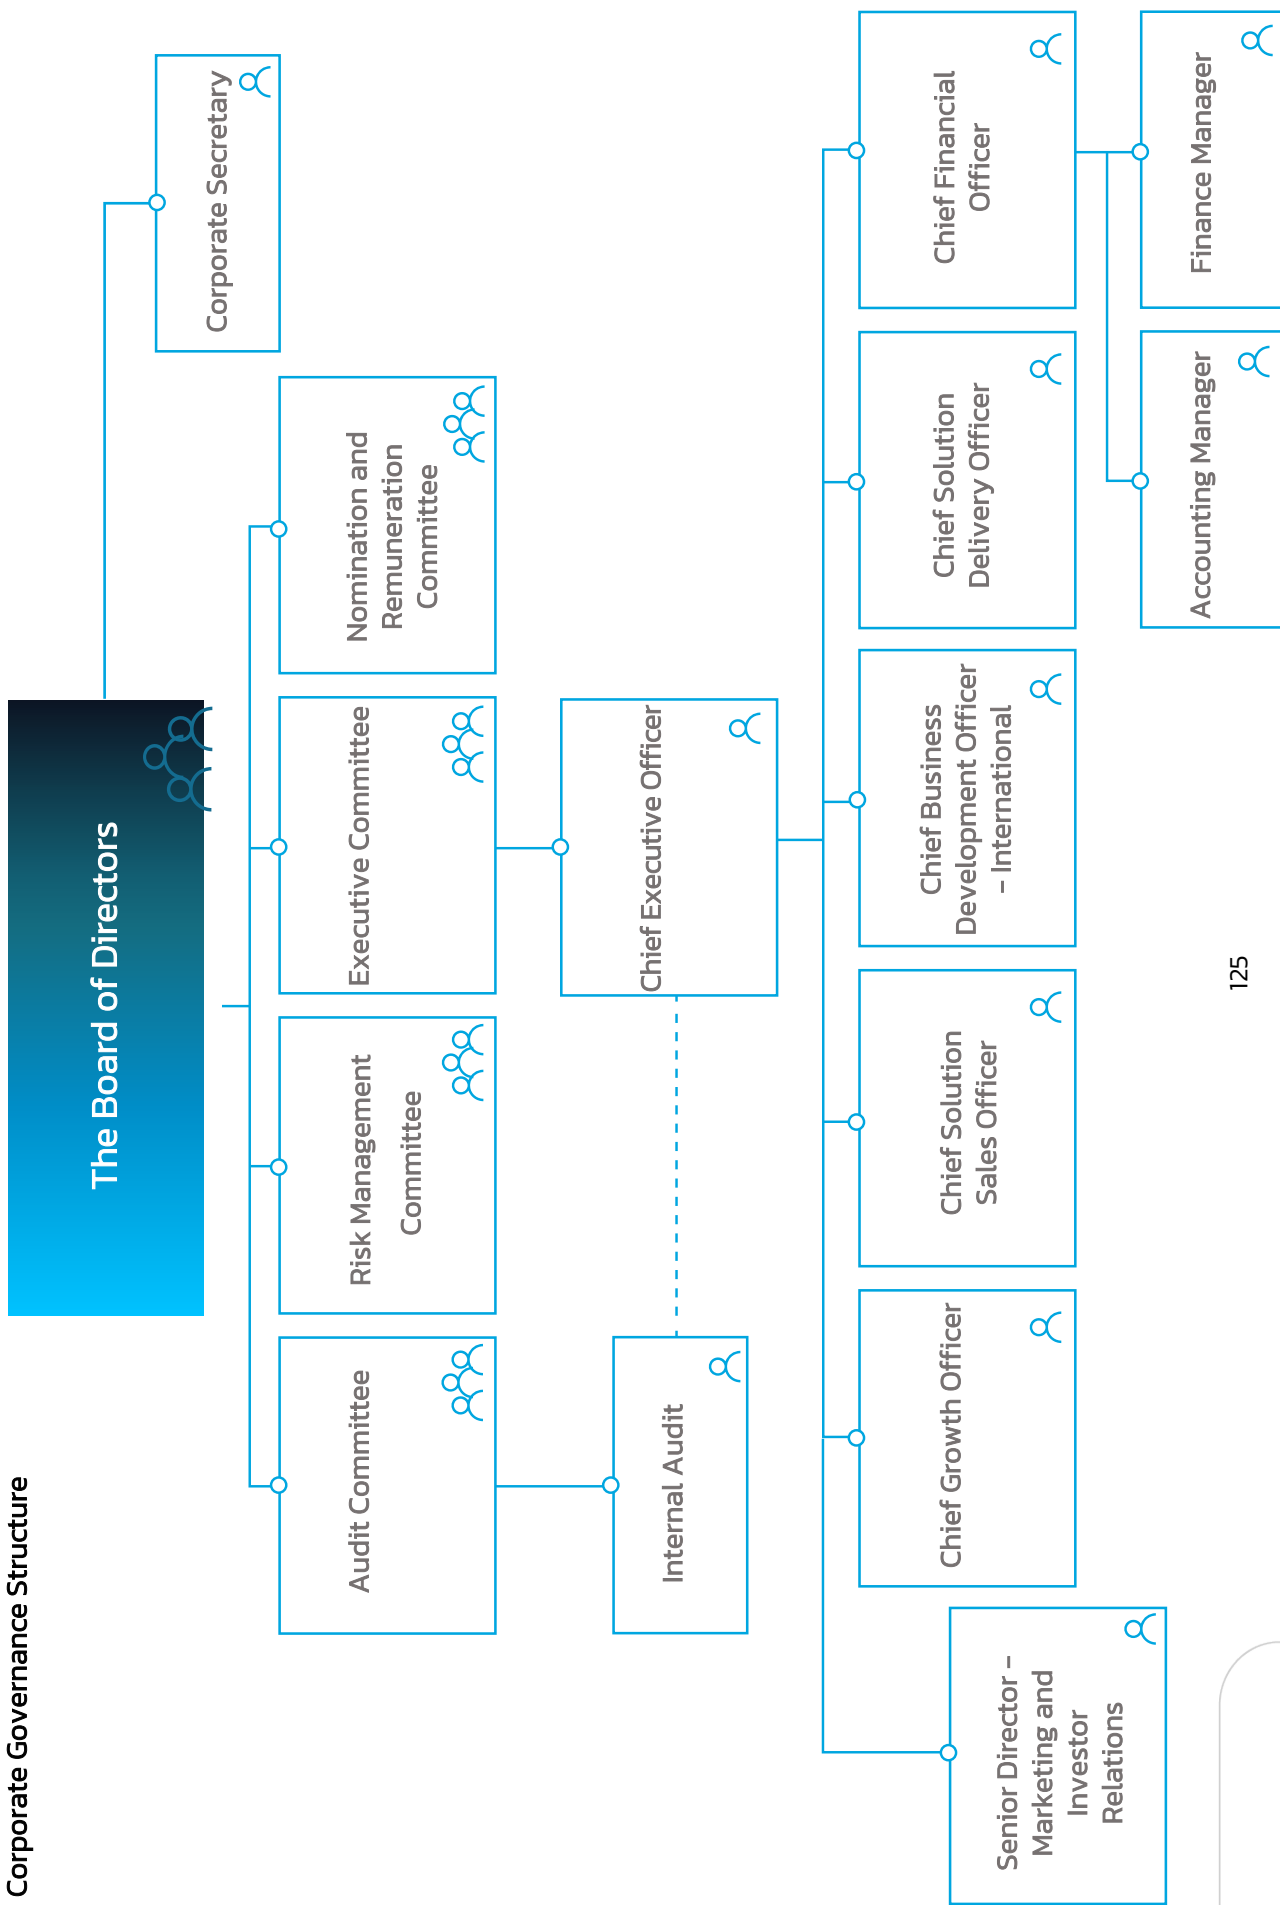 Corporate Governance Structure
The Board of Directors
Corporate Secretary
Audit Committee
Risk Management
Committee
Executive Committee
Nomination and
Remuneration
Committee
Internal Audit
Chief Executive Officer
Senior Director –
Marketing and
Investor
Relations
Chief Growth Officer
Chief Solution
Sales Officer
Chief Business
Development Officer
– International
Chief Solution
Delivery Officer
Chief Financial
Officer
Accounting Manager
Finance Manager
125